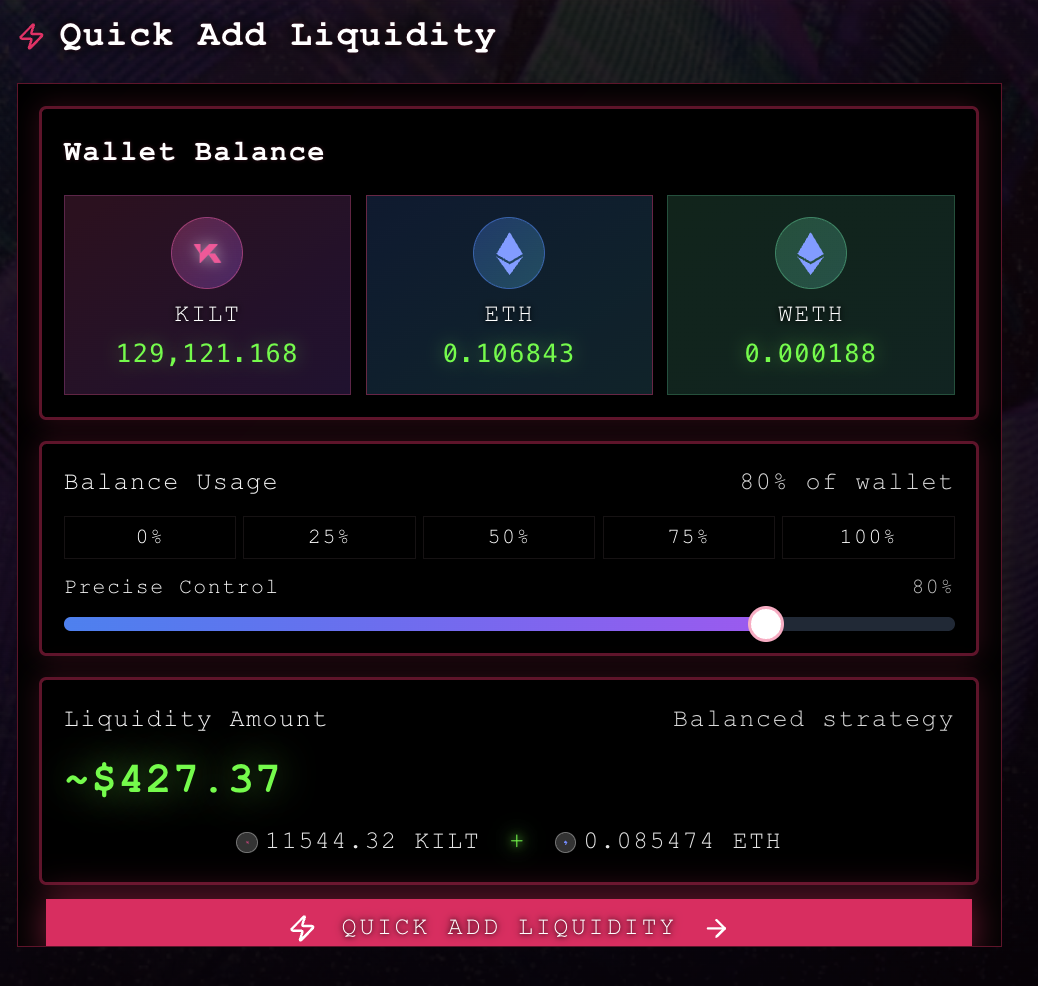 Quick Add Liquidity
Wallet Balance
KILT ETH WETH
129,121.168 0.106843 0.000188
Balance Usage 80% of wallet
0% 25% 50% 75% 100%
Precise Control 80%
Liquidity Amount Balanced strategy
~$427.37
11544.32 KILT + 0.085474 ETH
QUICK ADD LIQUIDITY →